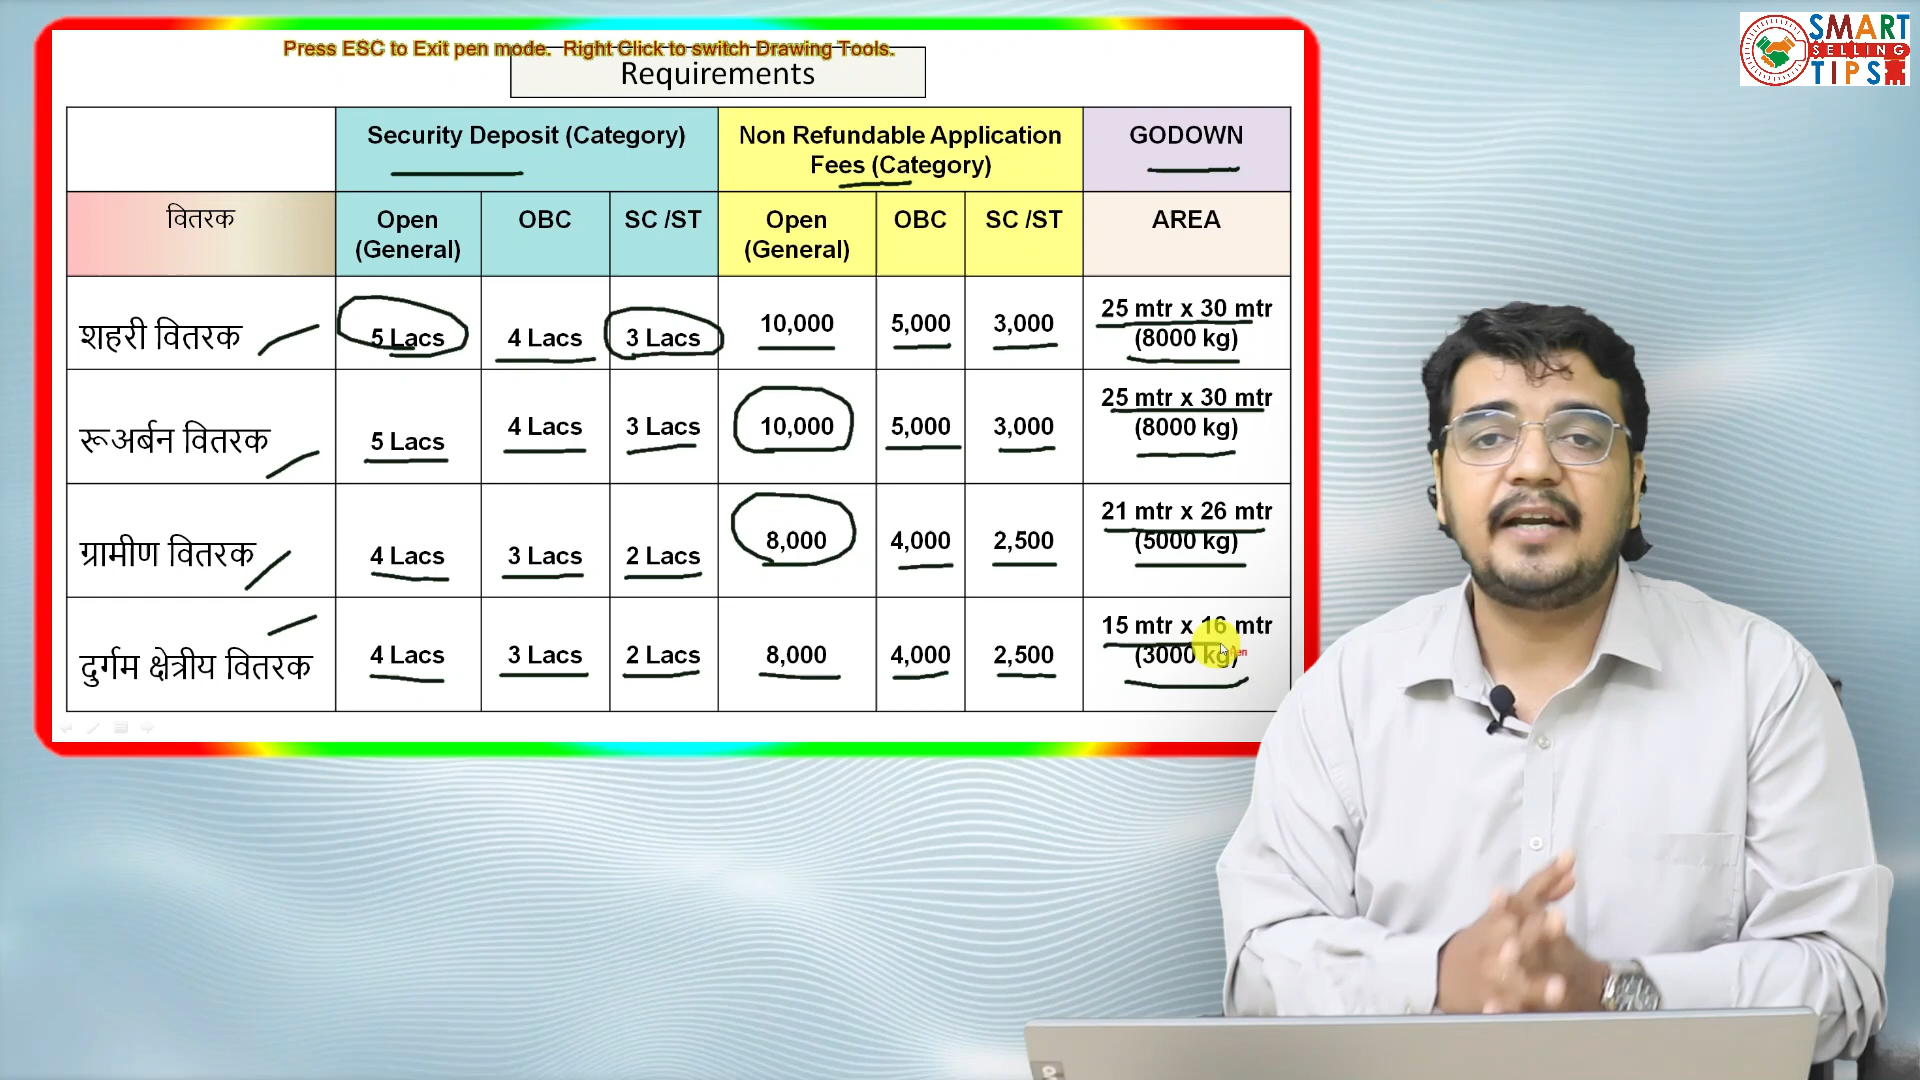 Press ESC to Exit pen mode. Right Click to switch Drawing Tools.
Requirements
Security Deposit (Category)
Non Refundable Application
Fees (Category)
GODOWN
वितरक
Open
(General)
OBC
SC /ST
Open
(General)
OBC
SC /ST
AREA
शहरी वितरक
5 Lacs
4 Lacs
3 Lacs
10,000
5,000
3,000
25 mtr x 30 mtr
(8000 kg)
रूअर्बन वितरक
5 Lacs
4 Lacs
3 Lacs
10,000
5,000
3,000
25 mtr x 30 mtr
(8000 kg)
ग्रामीण वितरक
4 Lacs
3 Lacs
2 Lacs
8,000
4,000
2,500
21 mtr x 26 mtr
(5000 kg)
दुर्गम क्षेत्रीय वितरक
4 Lacs
3 Lacs
2 Lacs
8,000
4,000
2,500
15 mtr x 16 mtr
(3000 kg)
SMART
SELLING
TIPS